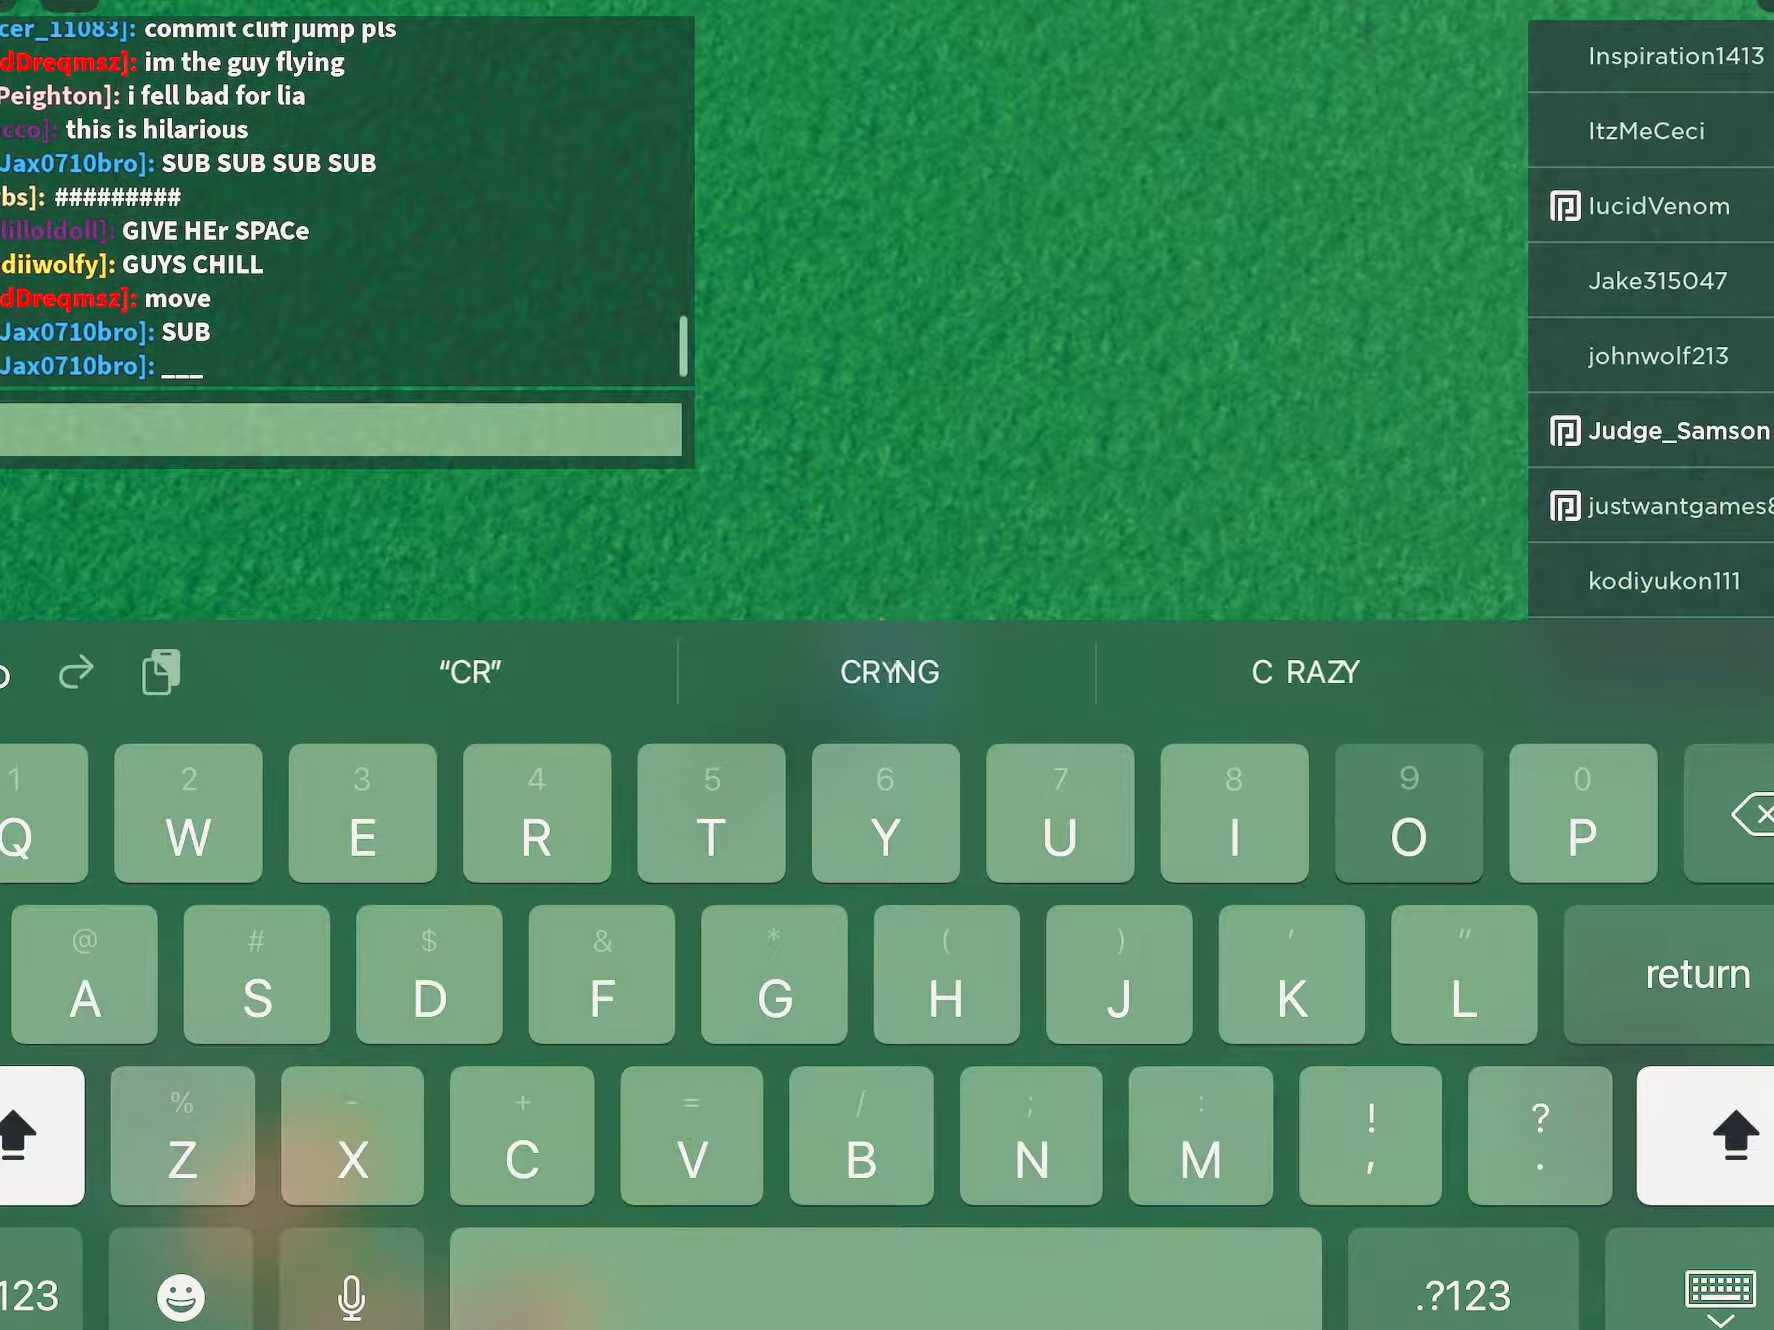 cer_11083]: commit cliff jump pls
dDreqmsz]: im the guy flying
Peighton]: i fell bad for lia
cco]: this is hilarious
Jax0710bro]: SUB SUB SUB SUB
bs]: #########
lilloldoll]: GIVE HEr SPACe
diiwolfy]: GUYS CHILL
dDreqmsz]: move
Jax0710bro]: SUB
Jax0710bro]: ___
Inspiration1413
ItzMeCeci
lucidVenom
Jake315047
johnwolf213
Judge_Samson
justwantgames8
kodiyukon111
“CR” CRYNG C RAZY
1 2 3 4 5 6 7 8 9 0
Q W E R T Y U I O P
@ # $ & * ( ) ' "
A S D F G H J K L return
% - + = / ; : ! ?
Z X C V B N M , .
123 .?123